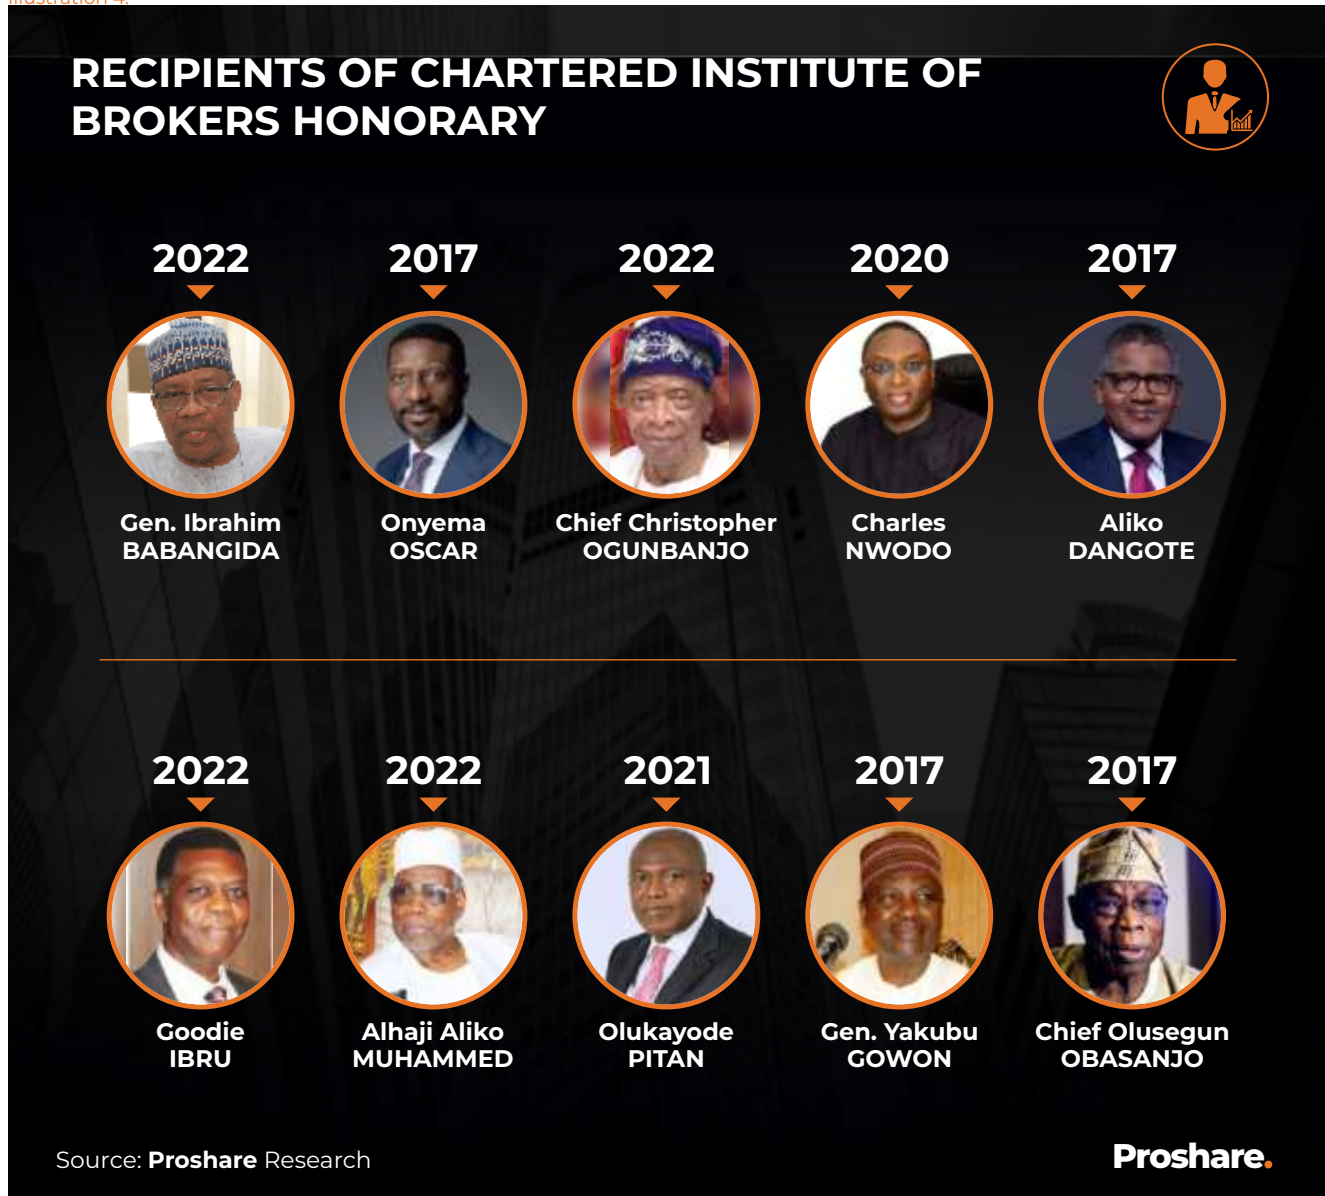 Illustration 4:
RECIPIENTS OF CHARTERED INSTITUTE OF
BROKERS HONORARY
2022
2017
2022
2020
2017
Gen. Ibrahim
BABANGIDA
Onyema
OSCAR
Chief Christopher
OGUNBANJO
Charles
NWODO
Aliko
DANGOTE
2022
2022
2021
2017
2017
Goodie
IBRU
Alhaji Aliko
MUHAMMED
Olukayode
PITAN
Gen. Yakubu
GOWON
Chief Olusegun
OBASANJO
Source: Proshare Research
Proshare.